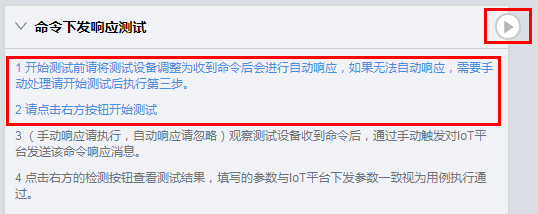 命令下发响应测试
1 开始测试前请将测试设备调整为收到命令后会进行自动响应，如果无法自动响应，需要手
动处理请开始测试后执行第三步。
2 请点击右方按钮开始测试
3 （手动响应请执行，自动响应请忽略）观察测试设备收到命令后，通过手动触发对IoT平
台发送该命令响应消息。
4 点击右方的检测按钮查看测试结果，填写的参数与IoT平台下发参数一致视为用例执行通
过。